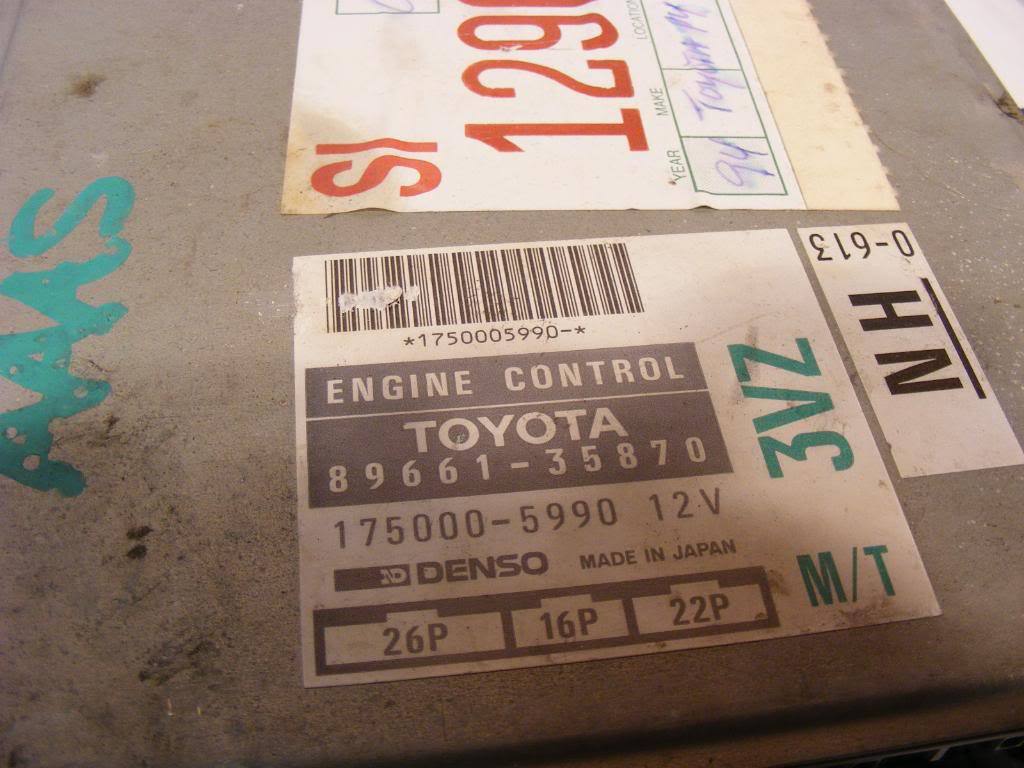 SI
129
YEAR
MAKE
LOCATION
94
Toyota
*1750005990-*
ENGINE CONTROL
TOYOTA
89661-35870
175000-5990 12V
DENSO MADE IN JAPAN
26P 16P 22P
3VZ
M/T
0-613
NH